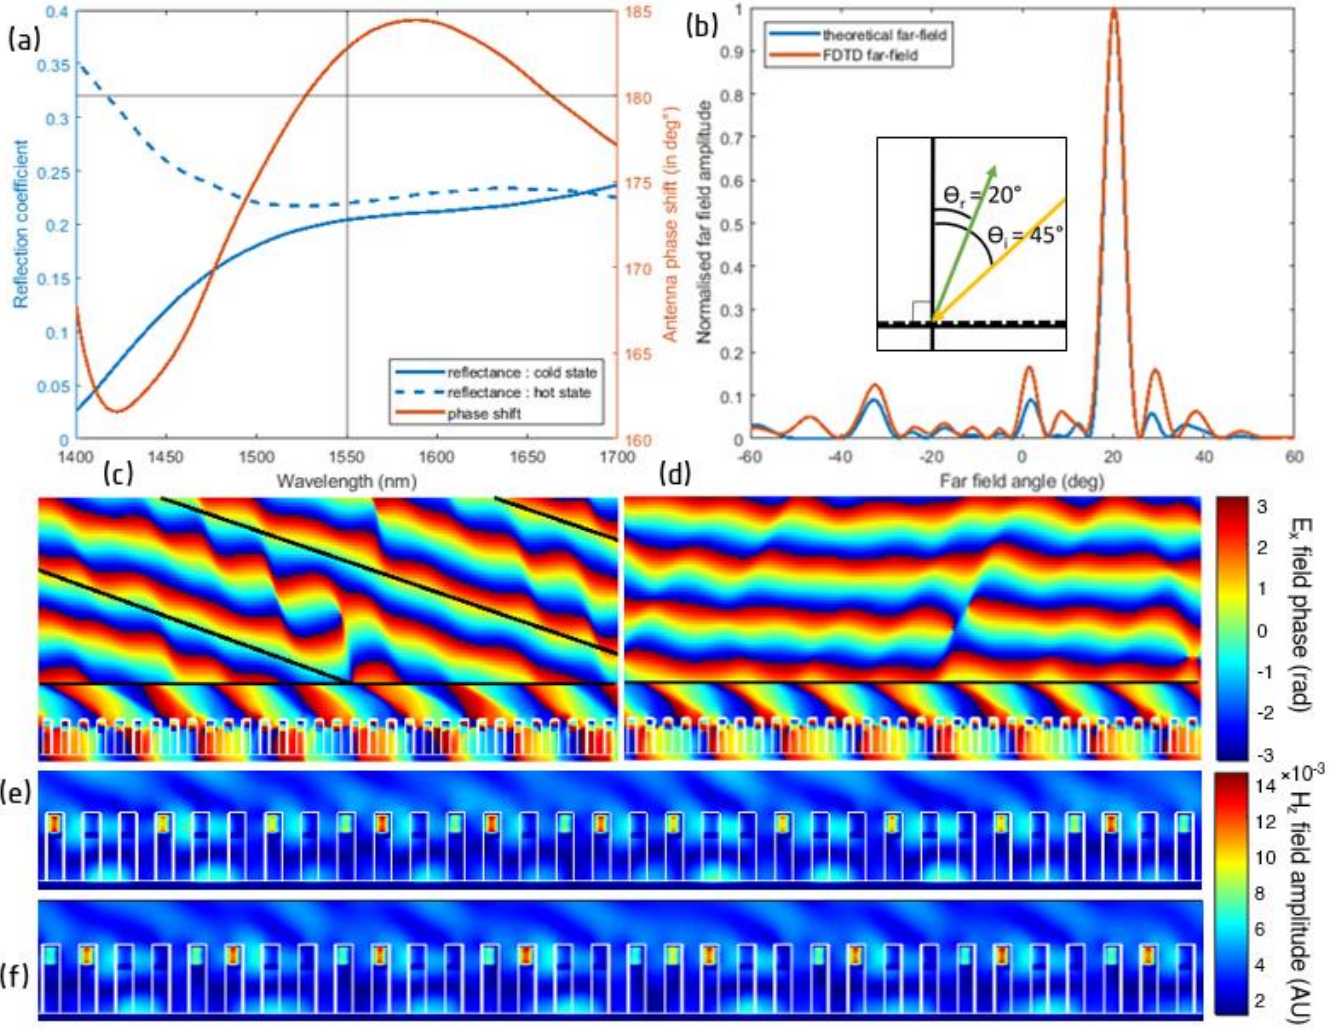 (a)
0.4
0.35
0.3
0.25
0.2
0.15
0.1
0.05
0
Reflection coefficient
185
180
175
170
165
160
Antenna phase shift (in deg°)
reflectance : cold state
reflectance : hot state
phase shift
1400 1450 1500 1550 1600 1650 1700
Wavelength (nm)
(b)
1
0.9
0.8
0.7
0.6
0.5
0.4
0.3
0.2
0.1
0
Normalised far field amplitude
theoretical far-field
FDTD far-field
Θr = 20°
Θi = 45°
-60 -40 -20 0 20 40 60
Far field angle (deg)
(c)
(d)
3
2
1
0
-1
-2
-3
Ex field phase (rad)
(e)
(f)
×10-3
14
12
10
8
6
4
2
Hz field amplitude (AU)